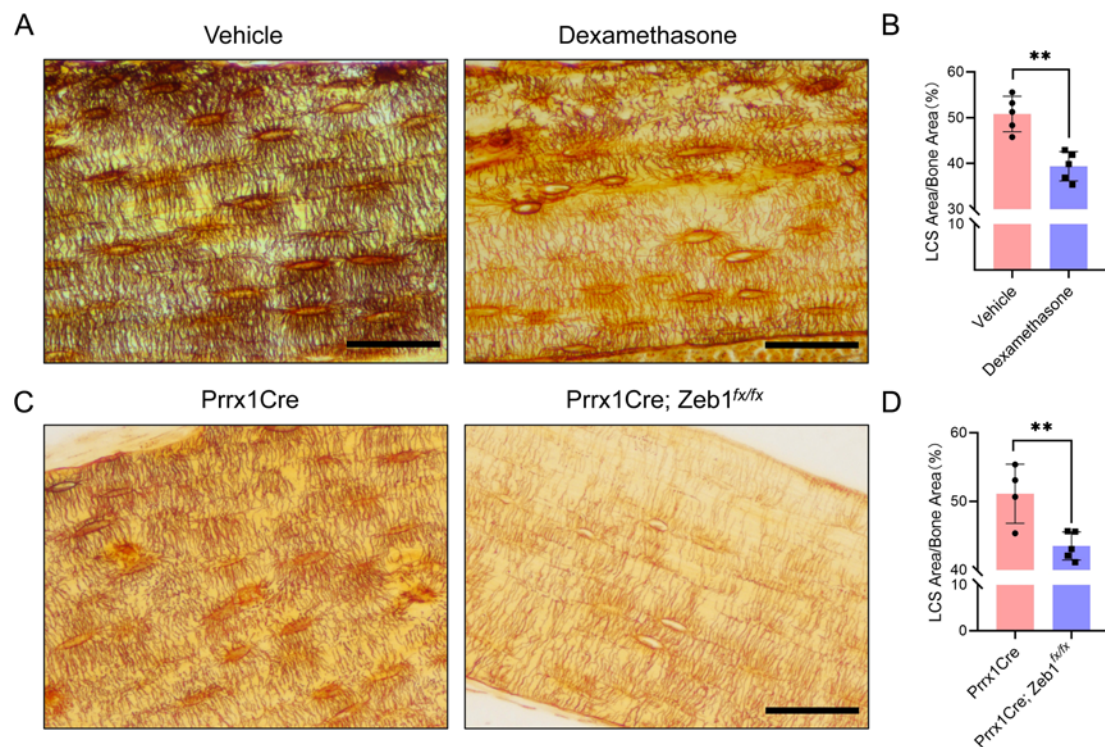 A
Vehicle
Dexamethasone
B
**
LCS Area/Bone Area(%)
60
50
40
30
10
Vehicle
Dexamethasone
C
Prrx1Cre
Prrx1Cre; Zeb1fx/fx
D
**
LCS Area/Bone Area(%)
60
50
40
10
0
Prrx1Cre
Prrx1Cre; Zeb1fx/fx